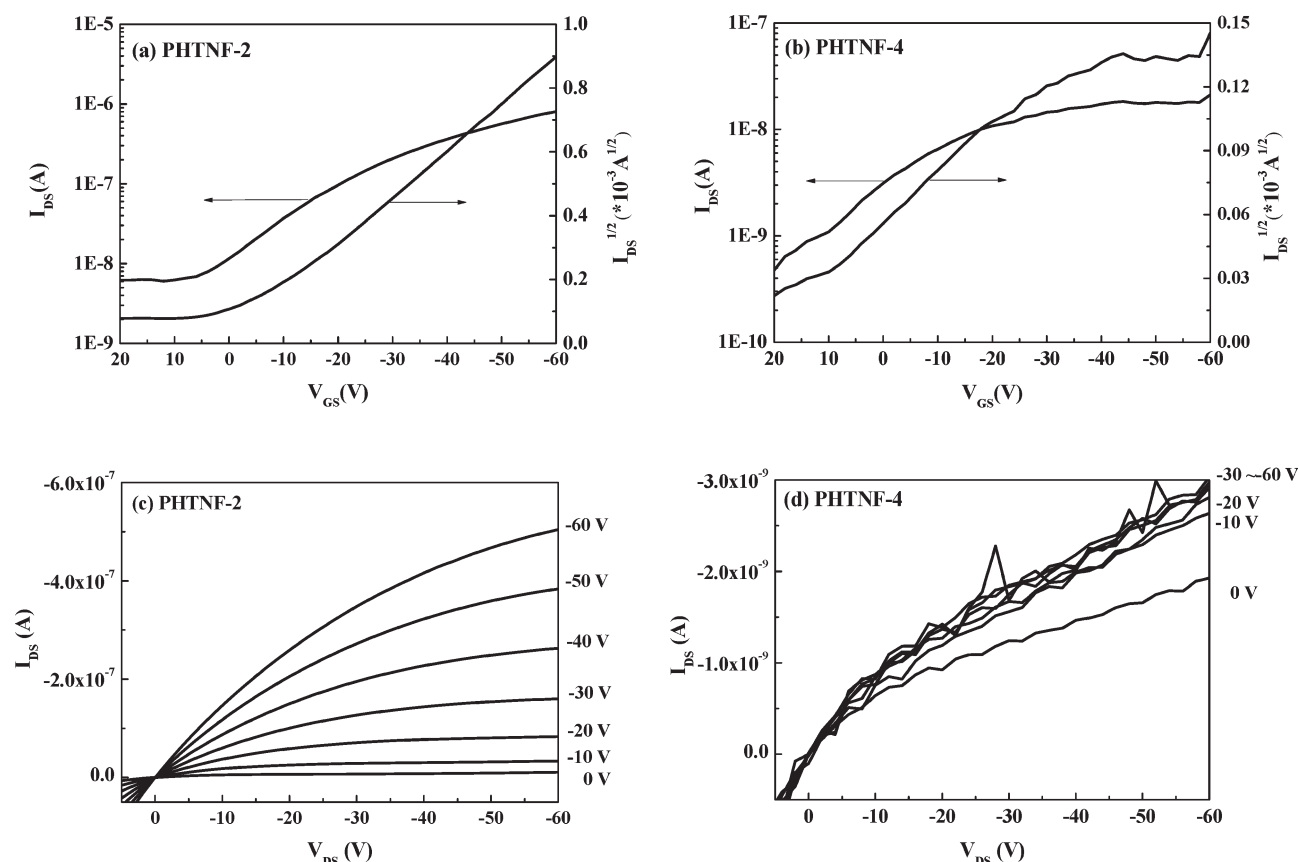 (a) PHTNF-2
1E-5
1E-6
1E-7
1E-8
1E-9
I_DS(A)
1.0
0.8
0.6
0.4
0.2
0.0
I_DS^1/2(*10^-3 A^1/2)
20 10 0 -10 -20 -30 -40 -50 -60
V_GS(V)
(b) PHTNF-4
1E-7
1E-8
1E-9
1E-10
I_DS(A)
0.15
0.12
0.09
0.06
0.03
0.00
I_DS^1/2(*10^-3 A^1/2)
20 10 0 -10 -20 -30 -40 -50 -60
V_GS(V)
(c) PHTNF-2
-6.0x10^-7
-4.0x10^-7
-2.0x10^-7
0.0
I_DS (A)
-60 V
-50 V
-40 V
-30 V
-20 V
-10 V
0 V
0 -10 -20 -30 -40 -50 -60
V_DS (V)
(d) PHTNF-4
-3.0x10^-9
-2.0x10^-9
-1.0x10^-9
0.0
I_DS (A)
-30 ~-60 V
-20 V
-10 V
0 V
0 -10 -20 -30 -40 -50 -60
V_DS (V)